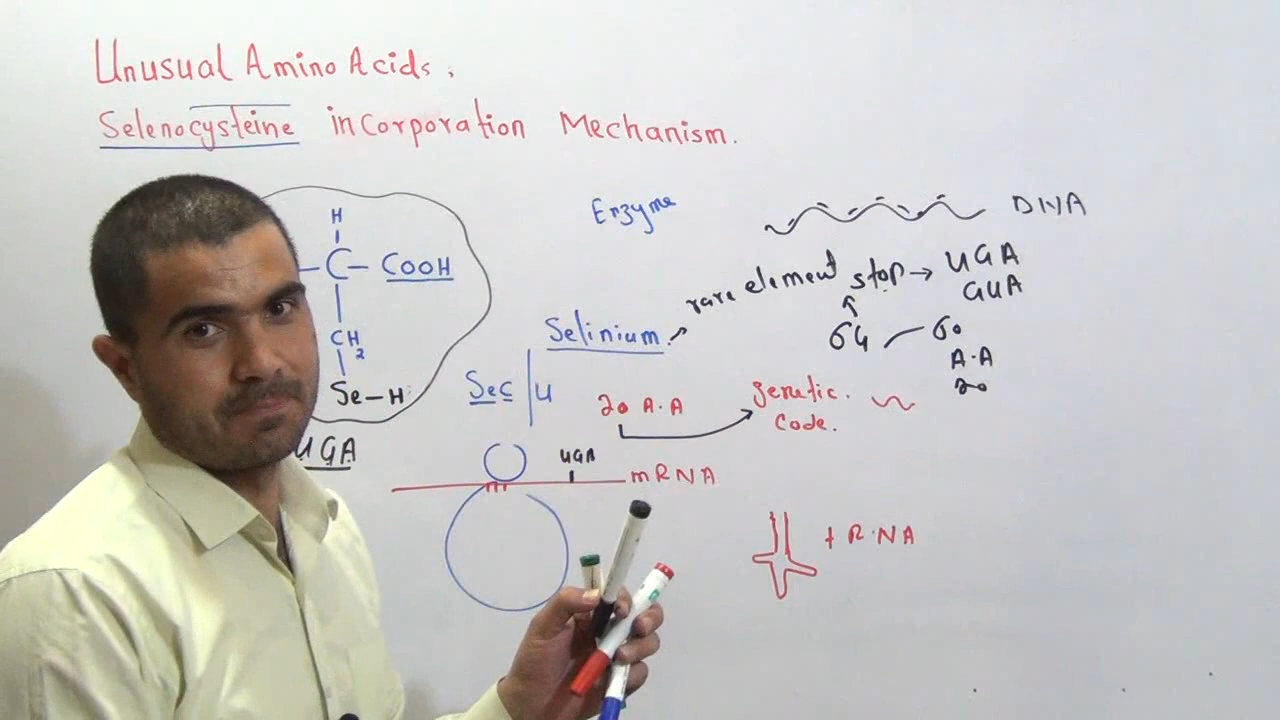 Unusual Amino Acids.
Selenocysteine incorporation Mechanism.
H
C – COOH
CH2
Se–H
UGA
Enzyme
DNA
rare element stop → UGA
GUA
Selinium
64 – 60
A.A
20
Sec | U
20 A.A
genetic.
code.
UGA
mRNA
t R.NA